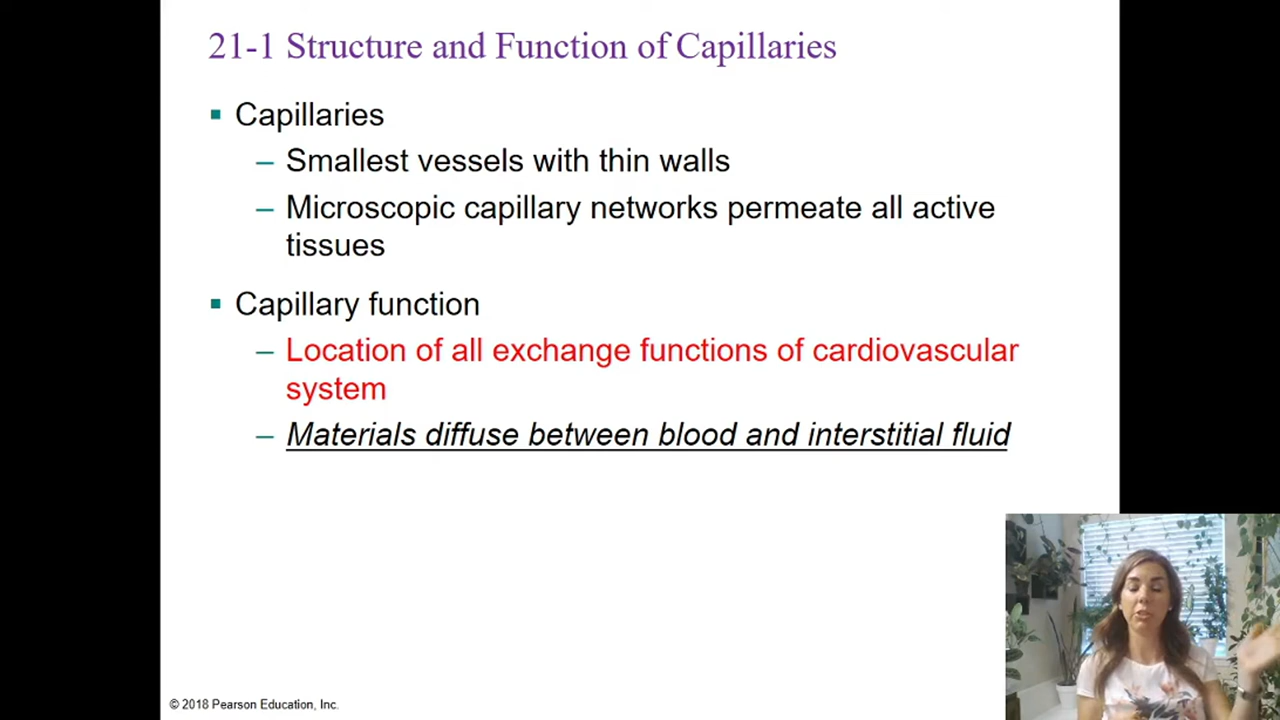 21-1 Structure and Function of Capillaries
▪ Capillaries
– Smallest vessels with thin walls
– Microscopic capillary networks permeate all active
tissues
▪ Capillary function
– Location of all exchange functions of cardiovascular
system
– Materials diffuse between blood and interstitial fluid
© 2018 Pearson Education, Inc.